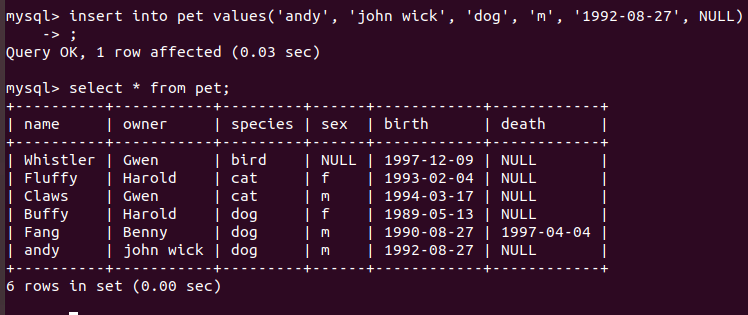 mysql> insert into pet values('andy', 'john wick', 'dog', 'm', '1992-08-27', NULL)
    -> ;
Query OK, 1 row affected (0.03 sec)

mysql> select * from pet;
+----------+-----------+---------+------+------------+------------+
| name     | owner     | species | sex  | birth      | death      |
+----------+-----------+---------+------+------------+------------+
| Whistler | Gwen      | bird    | NULL | 1997-12-09 | NULL       |
| Fluffy   | Harold    | cat     | f    | 1993-02-04 | NULL       |
| Claws    | Gwen      | cat     | m    | 1994-03-17 | NULL       |
| Buffy    | Harold    | dog     | f    | 1989-05-13 | NULL       |
| Fang     | Benny     | dog     | m    | 1990-08-27 | 1997-04-04 |
| andy     | john wick | dog     | m    | 1992-08-27 | NULL       |
+----------+-----------+---------+------+------------+------------+
6 rows in set (0.00 sec)